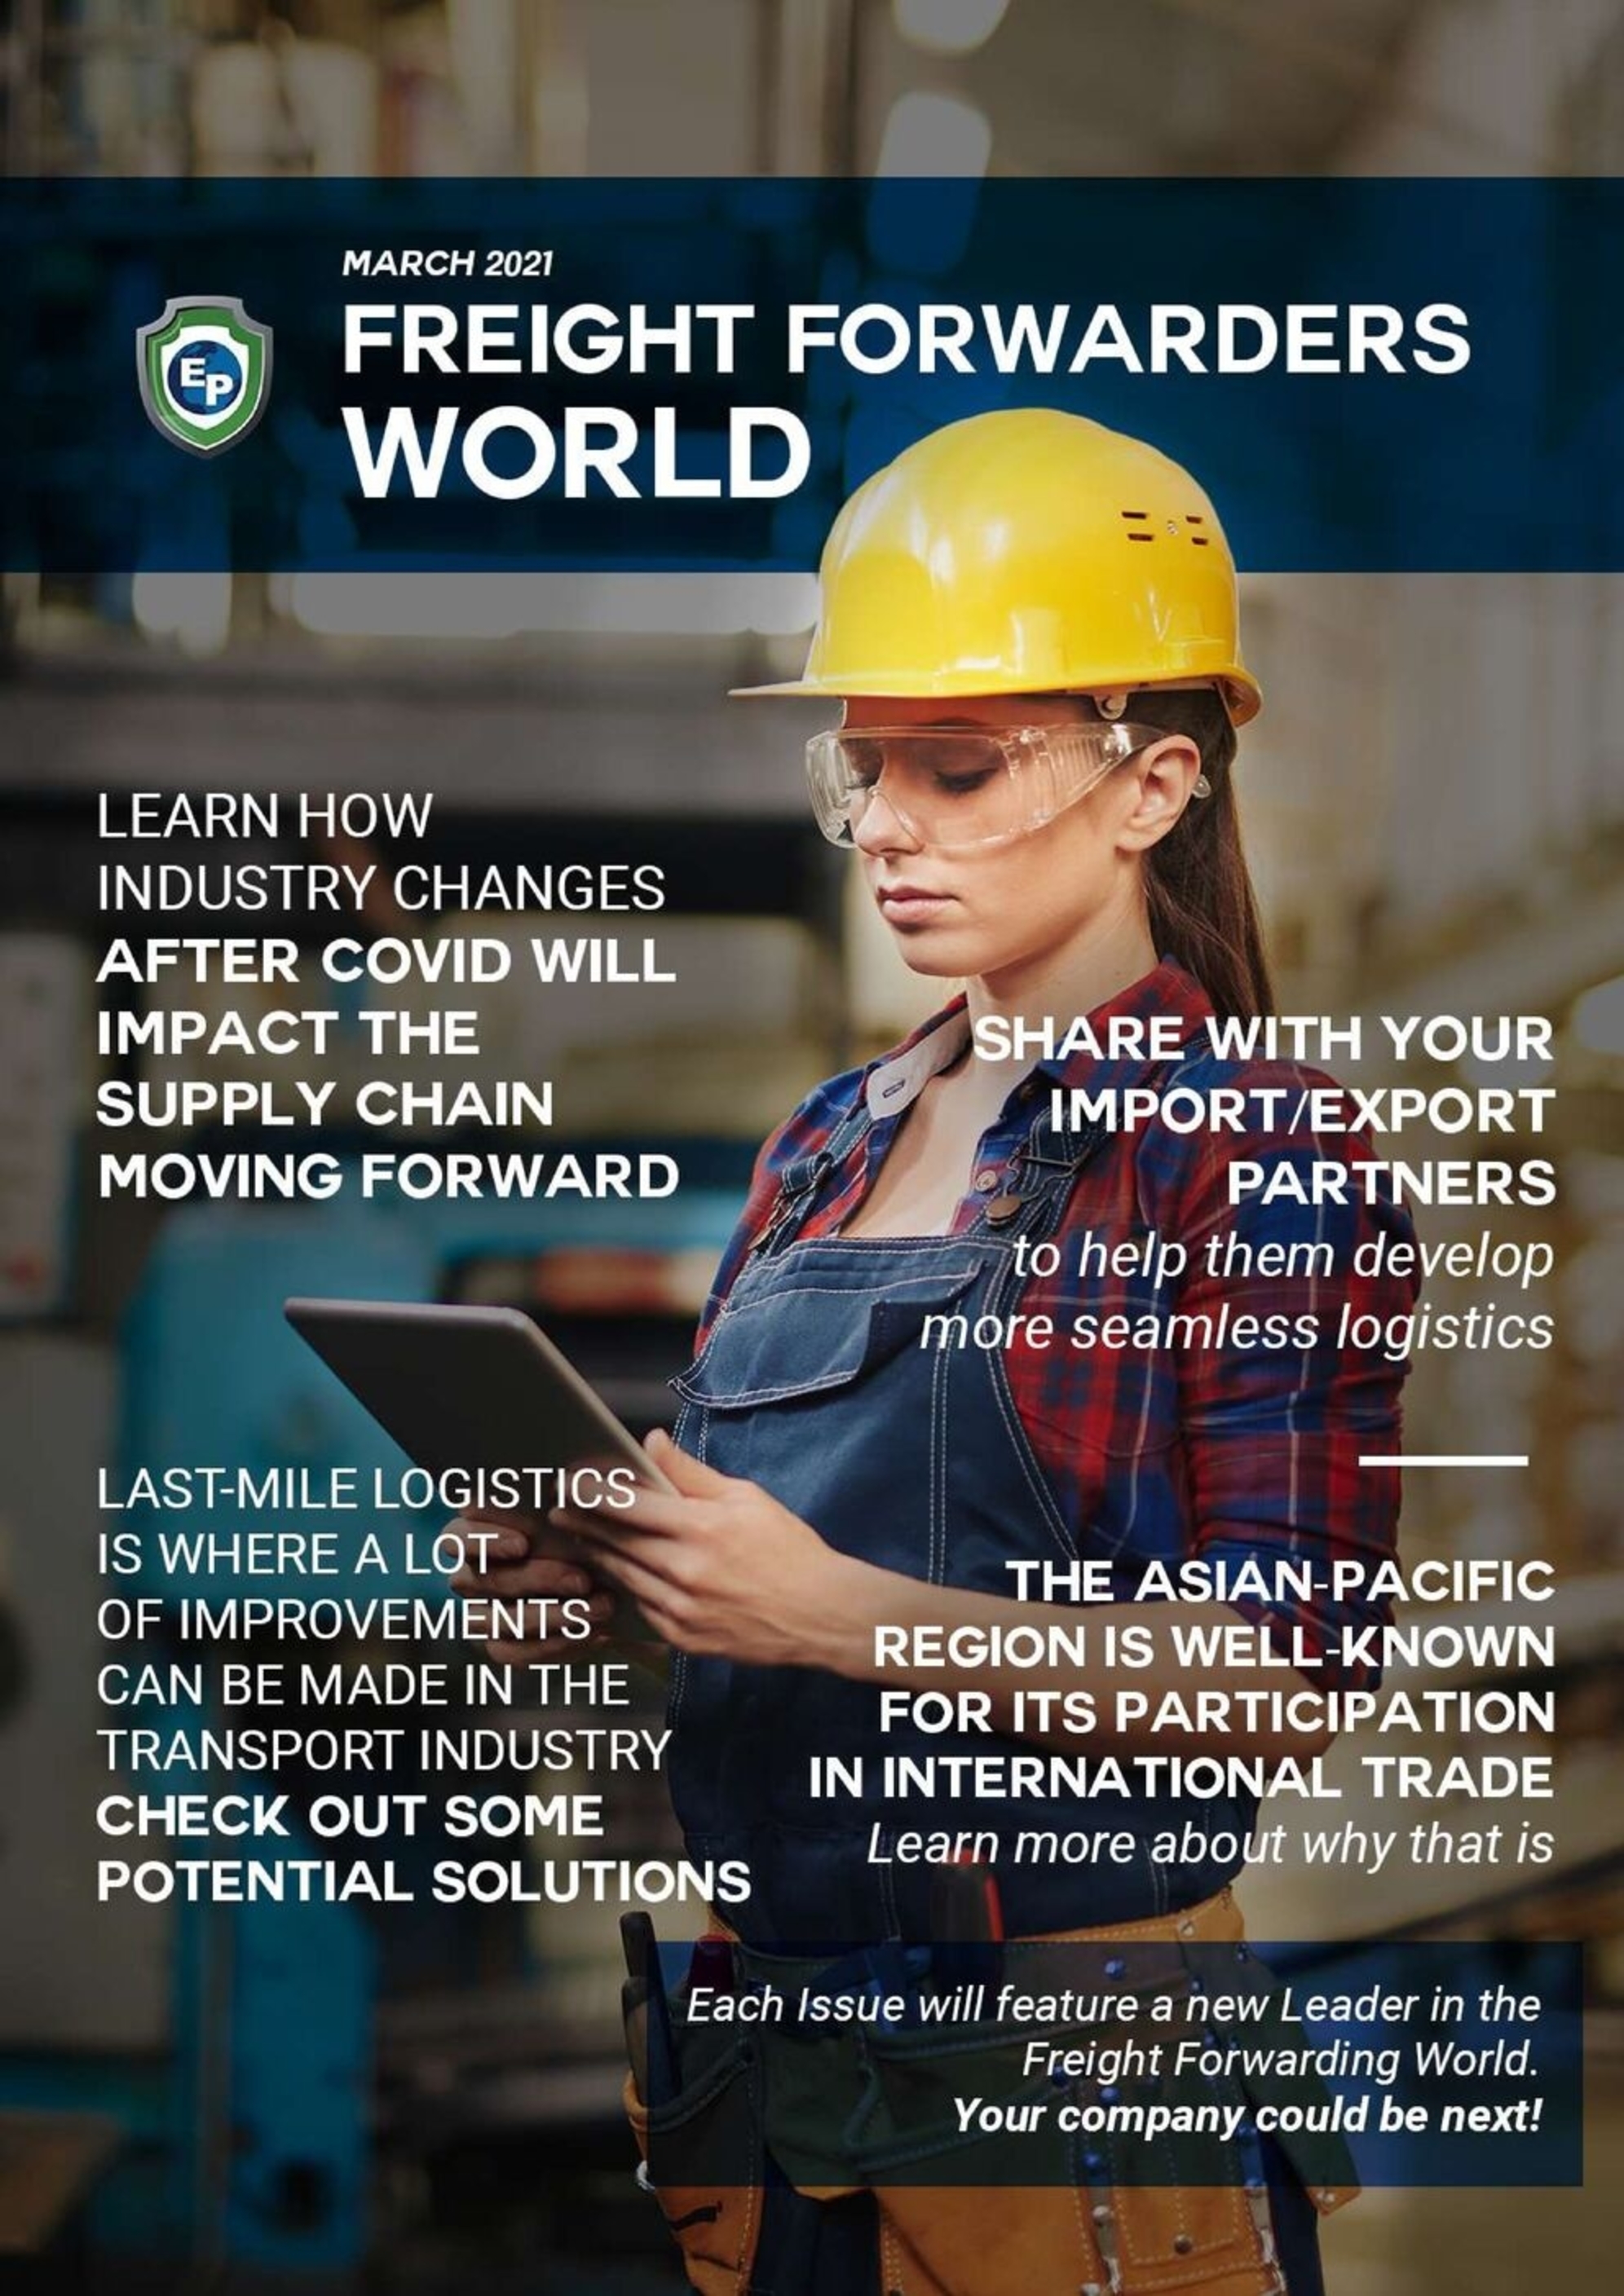 MARCH 2021
FREIGHT FORWARDERS
WORLD
EP
LEARN HOW
INDUSTRY CHANGES
AFTER COVID WILL
IMPACT THE
SUPPLY CHAIN
MOVING FORWARD
SHARE WITH YOUR
IMPORT/EXPORT
PARTNERS
to help them develop
more seamless logistics
LAST-MILE LOGISTICS
IS WHERE A LOT
OF IMPROVEMENTS
CAN BE MADE IN THE
TRANSPORT INDUSTRY
CHECK OUT SOME
POTENTIAL SOLUTIONS
THE ASIAN-PACIFIC
REGION IS WELL-KNOWN
FOR ITS PARTICIPATION
IN INTERNATIONAL TRADE
Learn more about why that is
Each Issue will feature a new Leader in the
Freight Forwarding World.
Your company could be next!